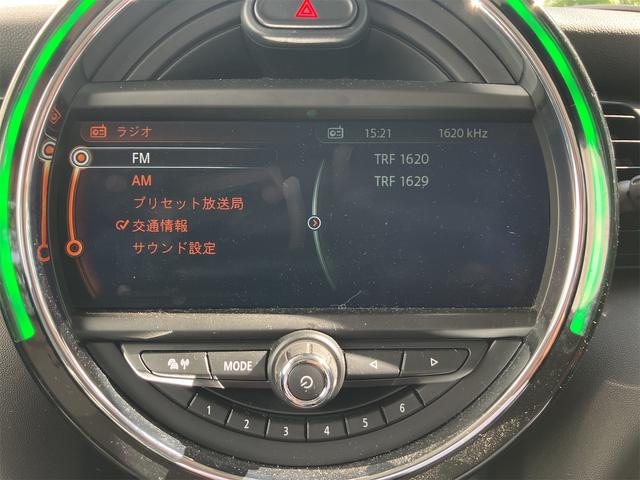 ラジオ
15:21 1620 kHz
FM
AM
プリセット放送局
交通情報
サウンド設定
TRF 1620
TRF 1629
MODE
1 2 3 4 5 6